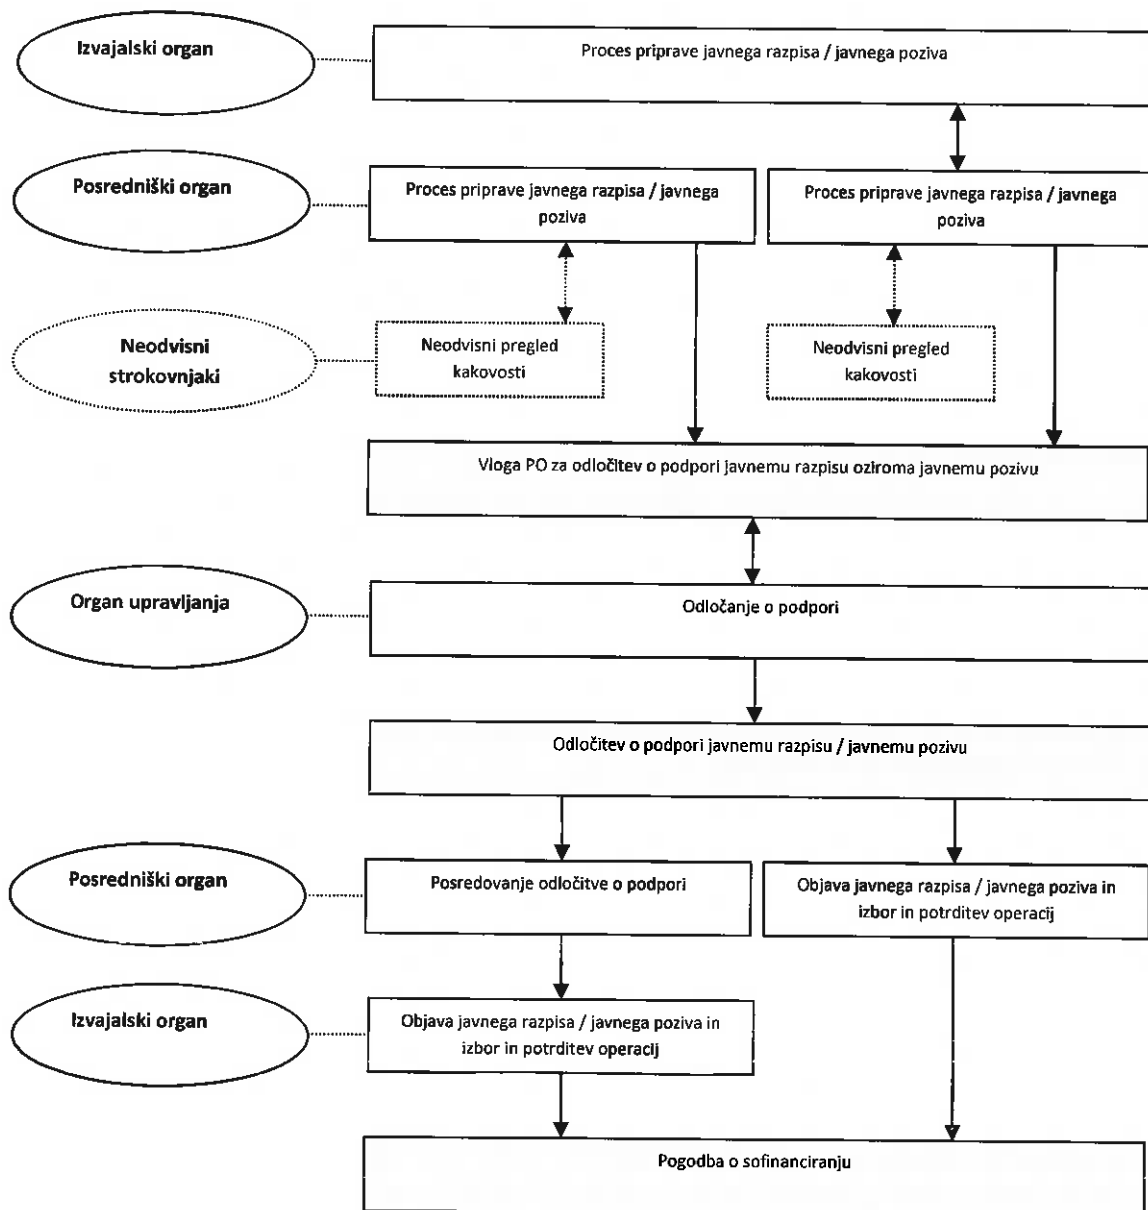 Izvajalski organ
Proces priprave javnega razpisa / javnega poziva
Posredniški organ
Proces priprave javnega razpisa / javnega
poziva
Proces priprave javnega razpisa / javnega
poziva
Neodvisni
strokovnjaki
Neodvisni pregled
kakovosti
Neodvisni pregled
kakovosti
Vloga PO za odločitev o podpori javnemu razpisu oziroma javnemu pozivu
Organ upravljanja
Odločanje o podpori
Odločitev o podpori javnemu razpisu / javnemu pozivu
Posredniški organ
Posredovanje odločitve o podpori
Objava javnega razpisa / javnega poziva in
izbor in potrditev operacij
Izvajalski organ
Objava javnega razpisa / javnega poziva in
izbor in potrditev operacij
Pogodba o sofinanciranju